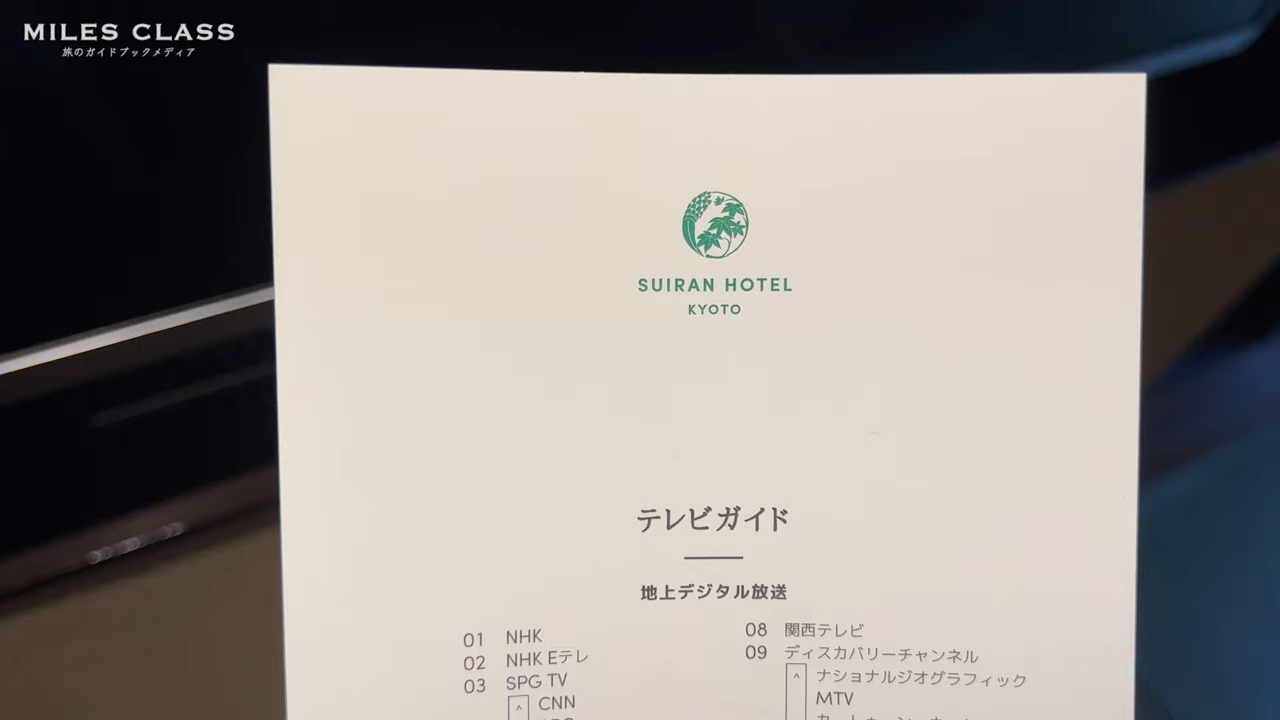 MILES CLASS
旅のガイドブックメディア
SUIRAN HOTEL
KYOTO
テレビガイド
地上デジタル放送
01 NHK
02 NHK Eテレ
03 SPG TV
^ CNN
08 関西テレビ
09 ディスカバリーチャンネル
^ ナショナルジオグラフィック
MTV